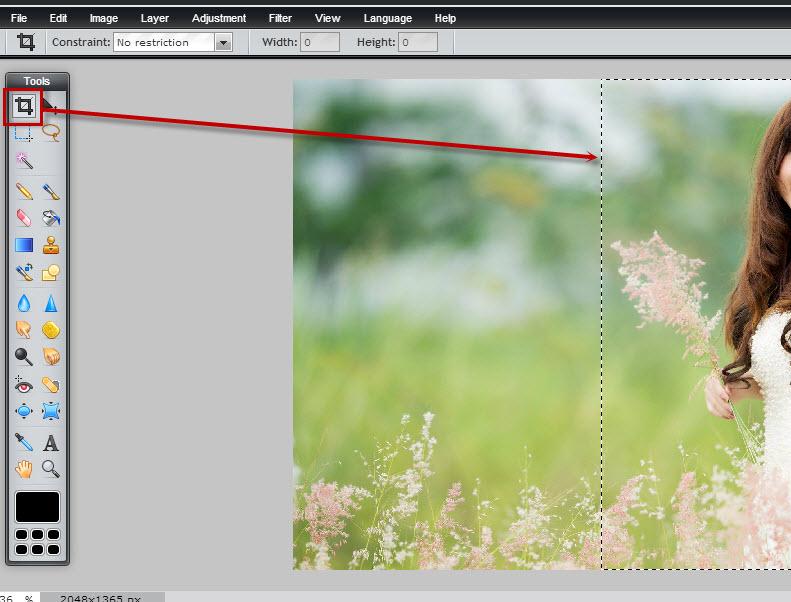 File Edit Image Layer Adjustment Filter View Language Help
Constraint: No restriction Width: 0 Height: 0
Tools
A
36 % 2048x1365 px